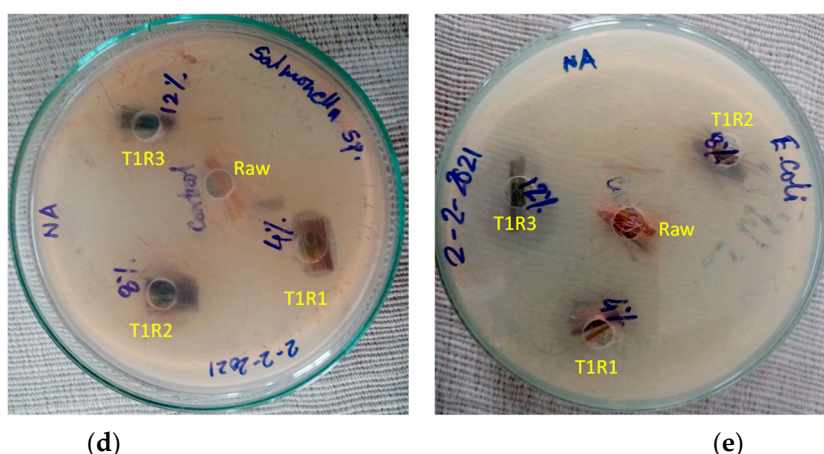 Salmonella sp.
12%
T1R3
Raw
Control
NA
4%
T1R1
8%
T1R2
2-2-2021
(d)
NA
T1R2
8%
E.coli
2-2-2021
12%
T1R3
Raw
4%
T1R1
(e)